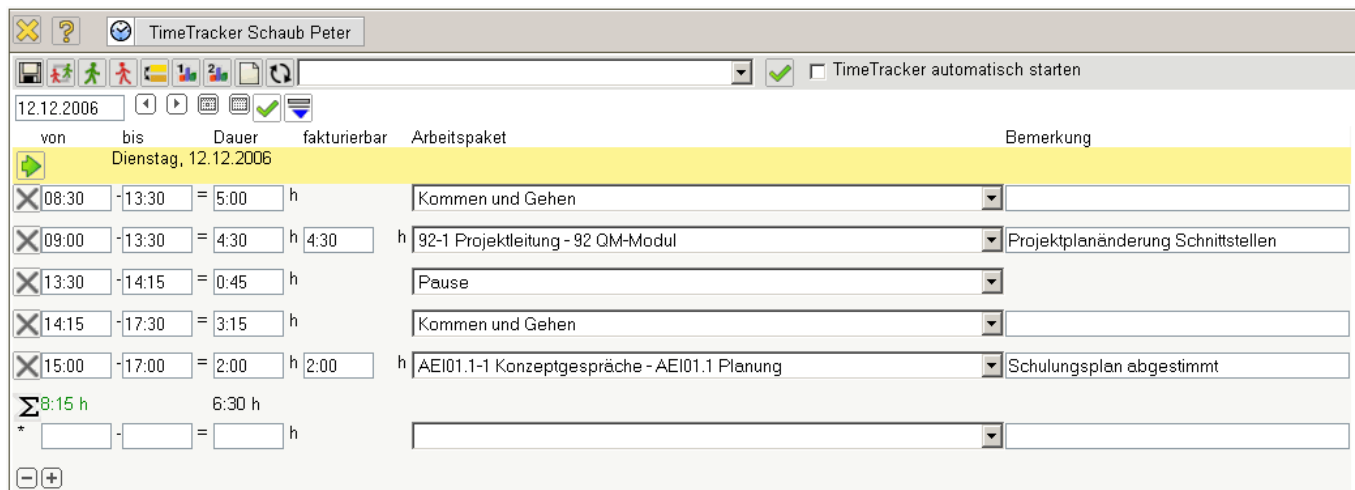 TimeTracker Schaub Peter
TimeTracker automatisch starten
12.12.2006
von bis Dauer fakturierbar Arbeitspaket Bemerkung
Dienstag, 12.12.2006
08:30 - 13:30 = 5:00 h Kommen und Gehen
09:00 - 13:30 = 4:30 h 4:30 h 92-1 Projektleitung - 92 QM-Modul Projektplanänderung Schnittstellen
13:30 - 14:15 = 0:45 h Pause
14:15 - 17:30 = 3:15 h Kommen und Gehen
15:00 - 17:00 = 2:00 h 2:00 h AEI01.1-1 Konzeptgespräche - AEI01.1 Planung Schulungsplan abgestimmt
Σ 8:15 h 6:30 h
* - = h